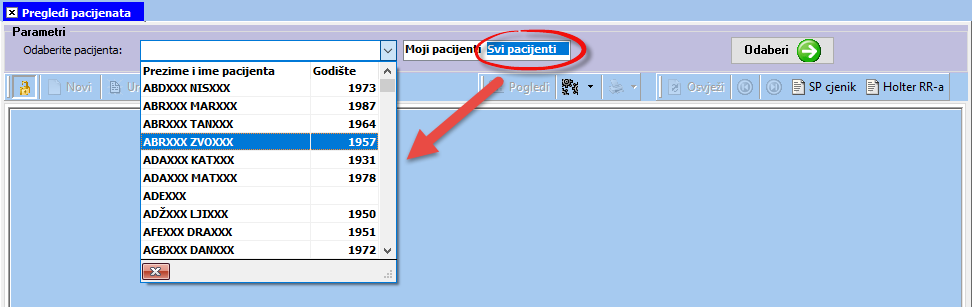 Pregledi pacijenata
Parametri
Odaberite pacijenta:
Moji pacijenti Svi pacijenti
Odaberi
Novi
Pogledi
Osvježi
SP cjenik
Holter RR-a
Prezime i ime pacijenta Godište
ABDXXX NISXXX 1973
ABRXXX MARXXX 1987
ABRXXX TANXXX 1964
ABRXXX ZVOXXX 1957
ADAXXX KATXXX 1931
ADAXXX MATXXX 1978
ADEXXX
ADŽXXX LJIXXX 1950
AFEXXX DRAXXX 1951
AGBXXX DANXXX 1972